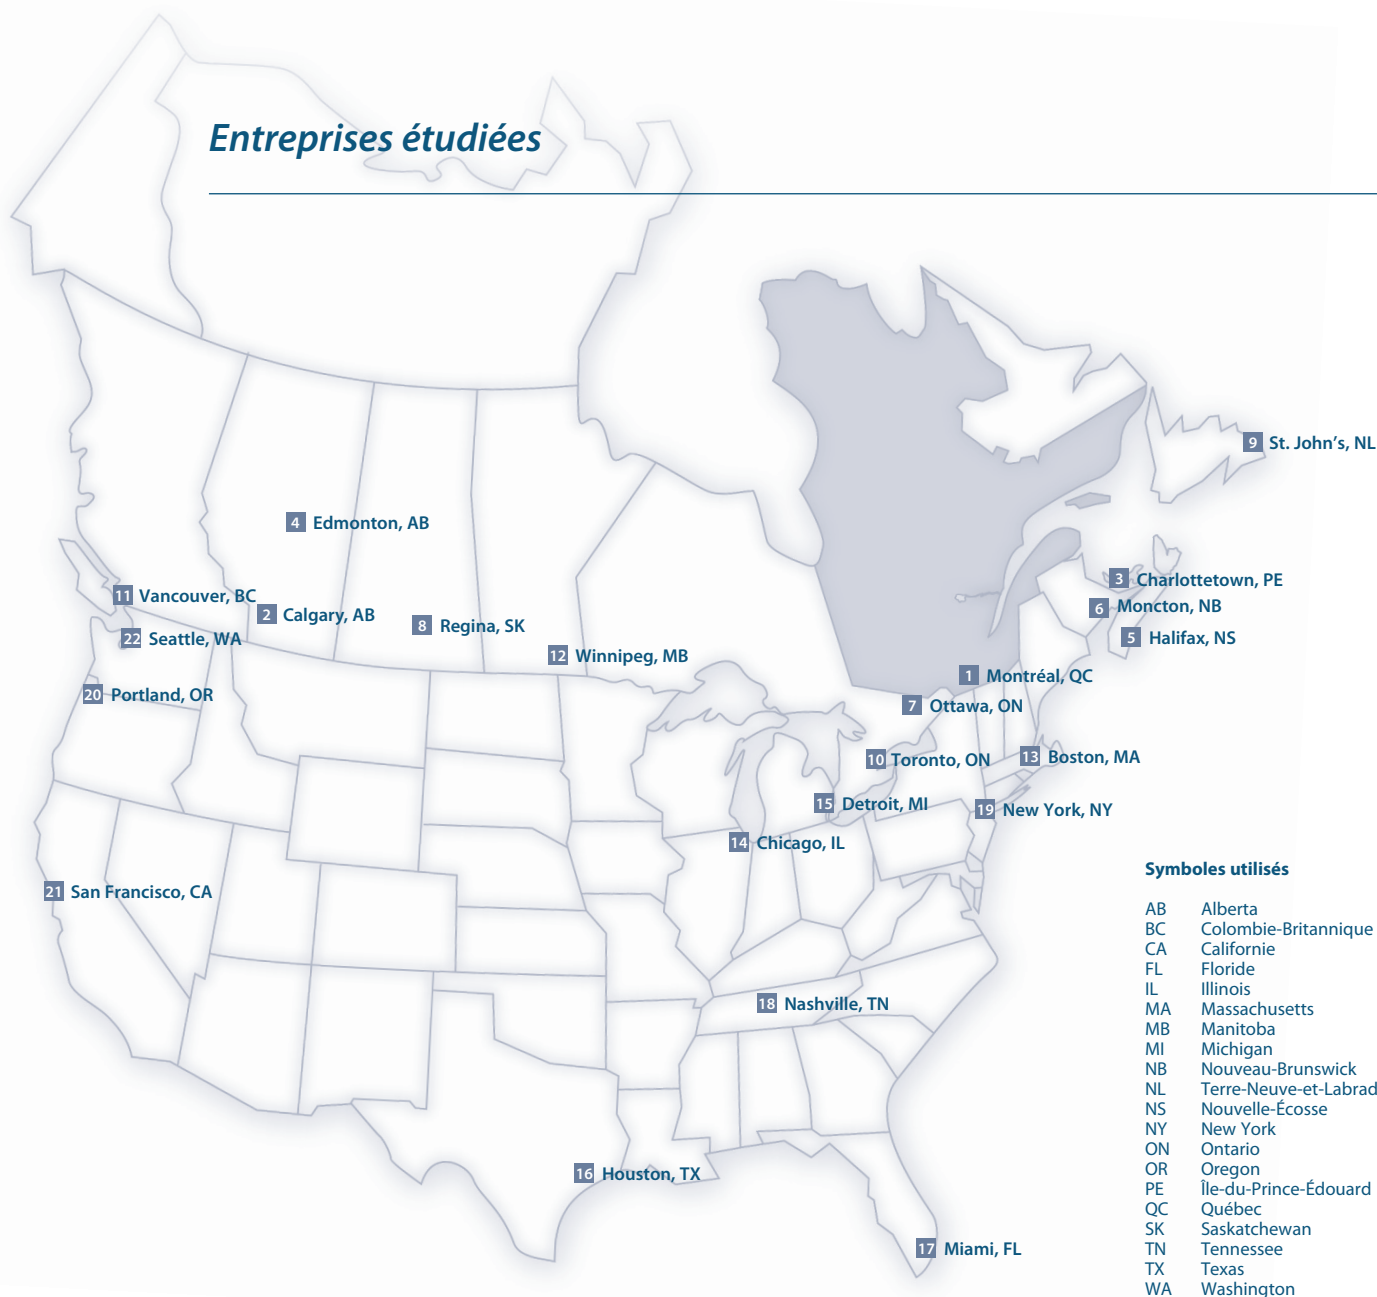 Entreprises étudiées
9 St. John's, NL
4 Edmonton, AB
3 Charlottetown, PE
11 Vancouver, BC
6 Moncton, NB
2 Calgary, AB
8 Regina, SK
22 Seattle, WA
5 Halifax, NS
12 Winnipeg, MB
1 Montréal, QC
20 Portland, OR
7 Ottawa, ON
13 Boston, MA
10 Toronto, ON
15 Detroit, MI
19 New York, NY
14 Chicago, IL
21 San Francisco, CA
18 Nashville, TN
16 Houston, TX
17 Miami, FL
Symboles utilisés
AB Alberta
BC Colombie-Britannique
CA Californie
FL Floride
IL Illinois
MA Massachusetts
MB Manitoba
MI Michigan
NB Nouveau-Brunswick
NL Terre-Neuve-et-Labrad
NS Nouvelle-Écosse
NY New York
ON Ontario
OR Oregon
PE Île-du-Prince-Édouard
QC Québec
SK Saskatchewan
TN Tennessee
TX Texas
WA Washington